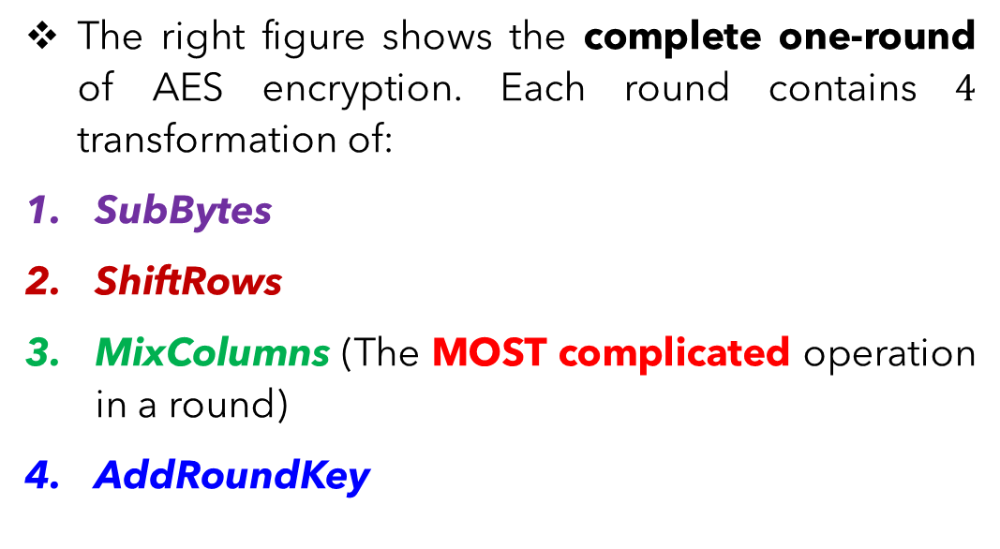 ❖ The right figure shows the complete one-round
of AES encryption. Each round contains 4
transformation of:
1. SubBytes
2. ShiftRows
3. MixColumns (The MOST complicated operation
in a round)
4. AddRoundKey